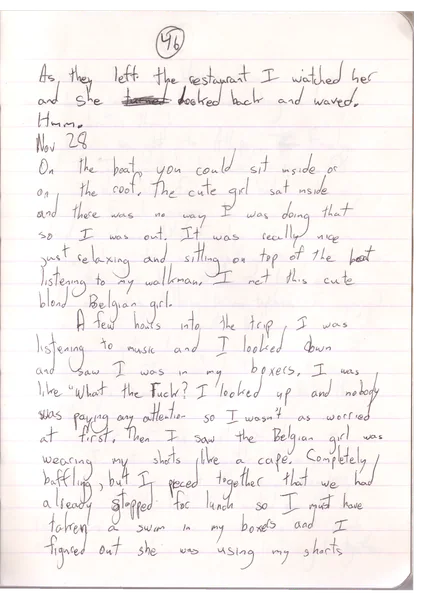 46
As they left the restaurant I watched her
and she turned looked back and waved.
Hmm.
Nov 28
On the boat, you could sit inside or
on the roof. The cute girl sat inside
and there was no way I was doing that
so I was out. It was really nice
just relaxing and sitting on top of the boat
listening to my walkman. I met this cute
blond Belgian girl.
A few hours into the trip, I was
listening to music and I looked down
and saw I was in my boxers. I was
like "What the Fuck? I looked up and nobody
was paying any attention so I wasn't as worried
at first. Then I saw the Belgian girl was
wearing my shorts like a cape. Completely
baffling, but I peced together that we had
already stopped for lunch so I must have
taken a swim in my boxers and I
figured out she was using my shorts